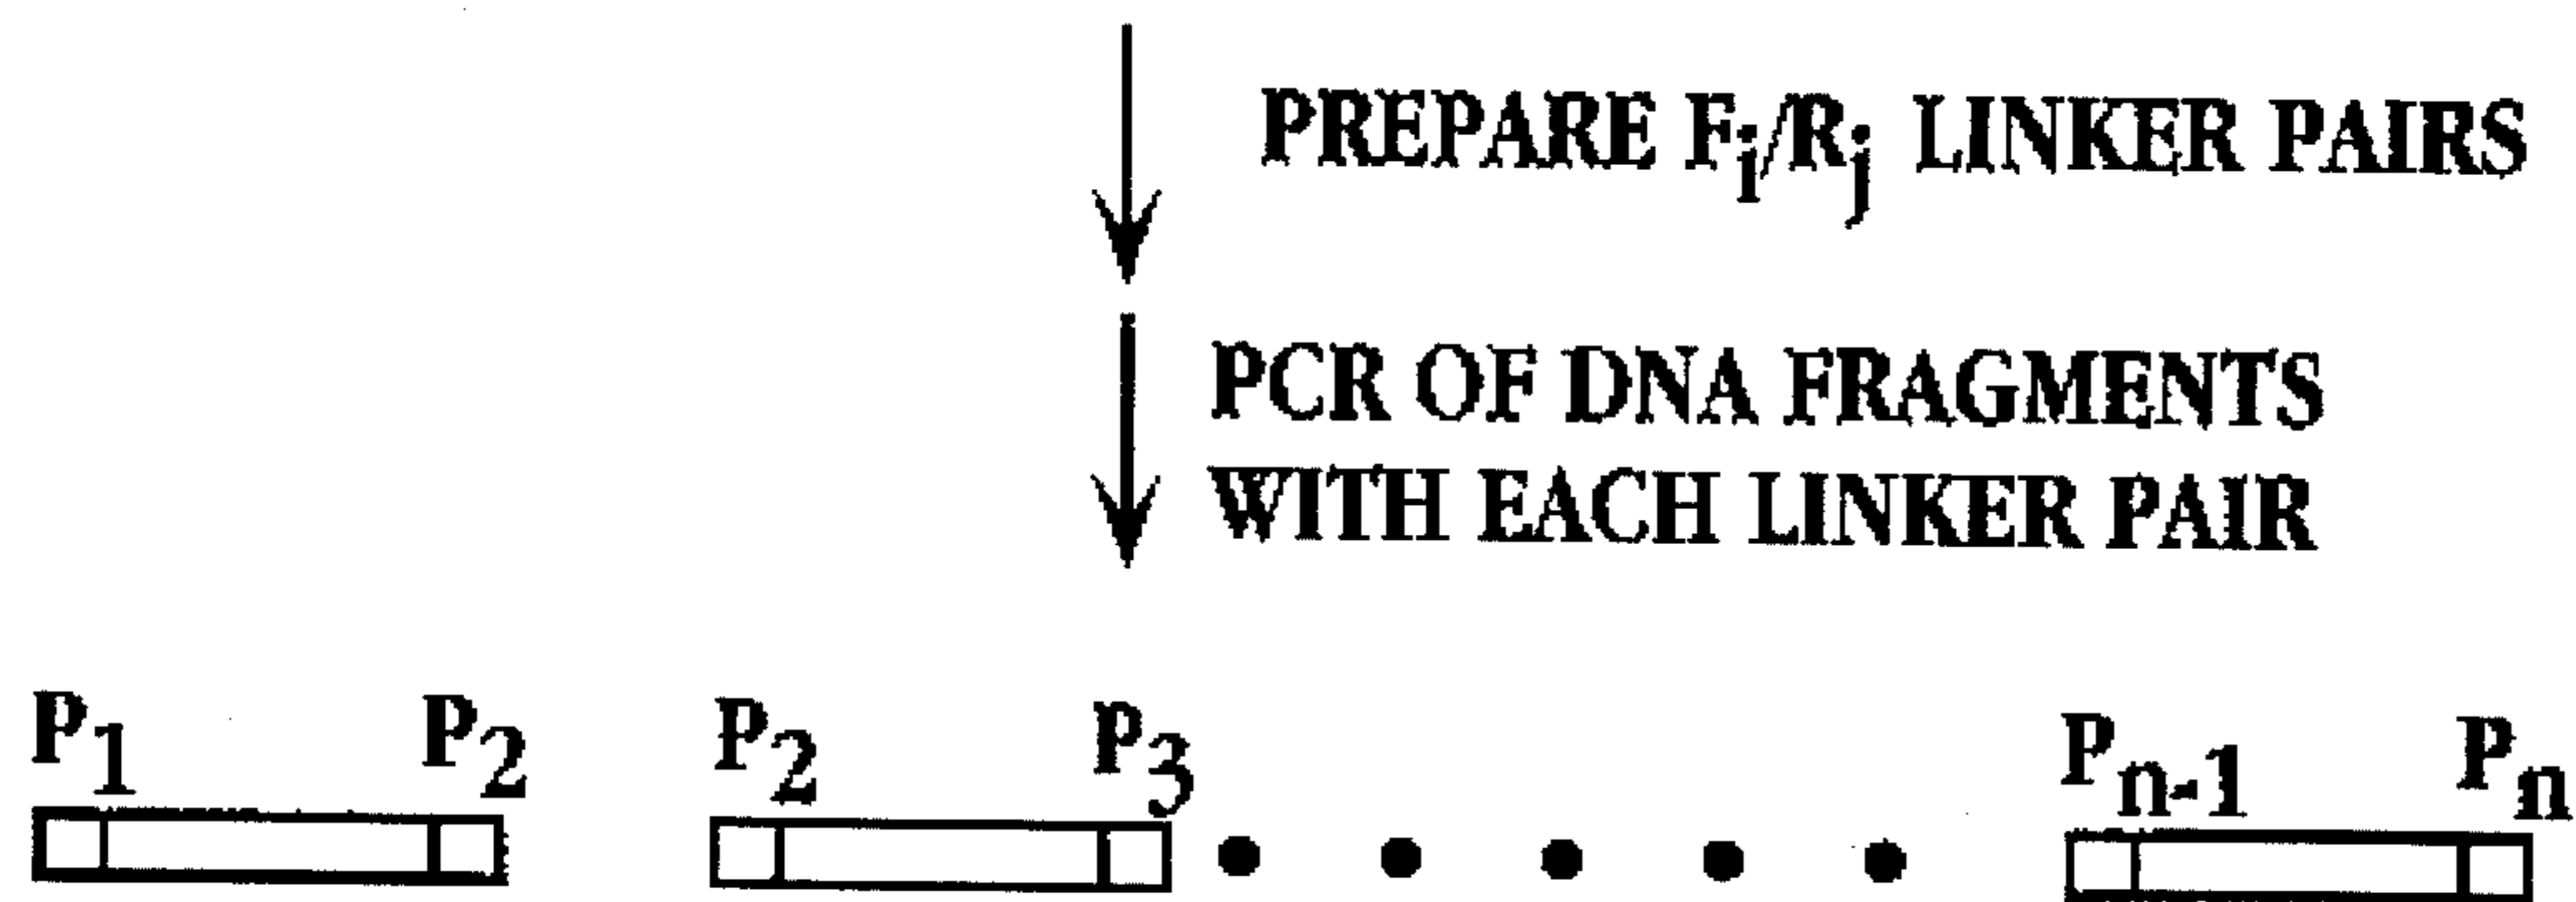 PREPARE Fi/Rj LINKER PAIRS
PCR OF DNA FRAGMENTS
WITH EACH LINKER PAIR
P1 P2 P2 P3 Pn-1 Pn